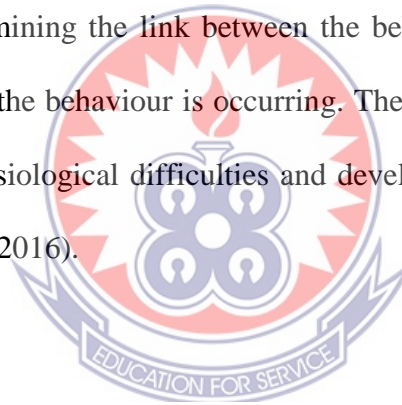 mining the link between the be
the behaviour is occurring. The
siological difficulties and devel
2016).
EDUCATION FOR SERVICE